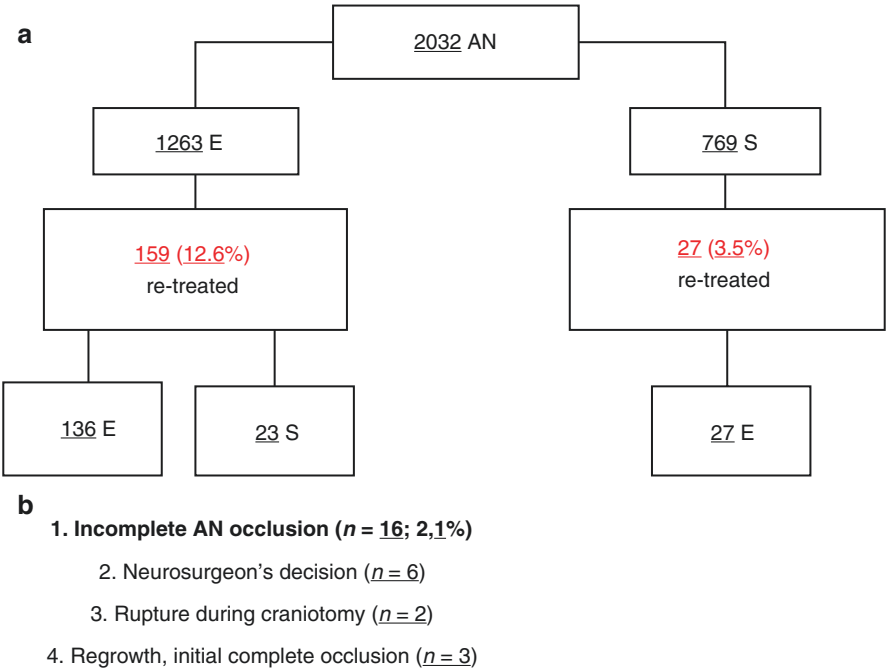 a
2032 AN
1263 E
769 S
159 (12.6%)
re-treated
27 (3.5%)
re-treated
136 E
23 S
27 E
b
1. Incomplete AN occlusion (n = 16; 2,1%)
2. Neurosurgeon's decision (n = 6)
3. Rupture during craniotomy (n = 2)
4. Regrowth, initial complete occlusion (n = 3)